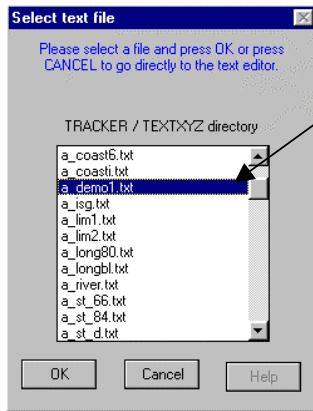 Select text file
Please select a file and press OK or press
CANCEL to go directly to the text editor.
TRACKER / TEXTXYZ directory
a_coast6.txt
a_coasti.txt
a_demo1.txt
a_isg.txt
a_lim1.txt
a_lim2.txt
a_long80.txt
a_longbl.txt
a_river.txt
a_st_66.txt
a_st_84.txt
a_st_d.txt
OK
Cancel
Help